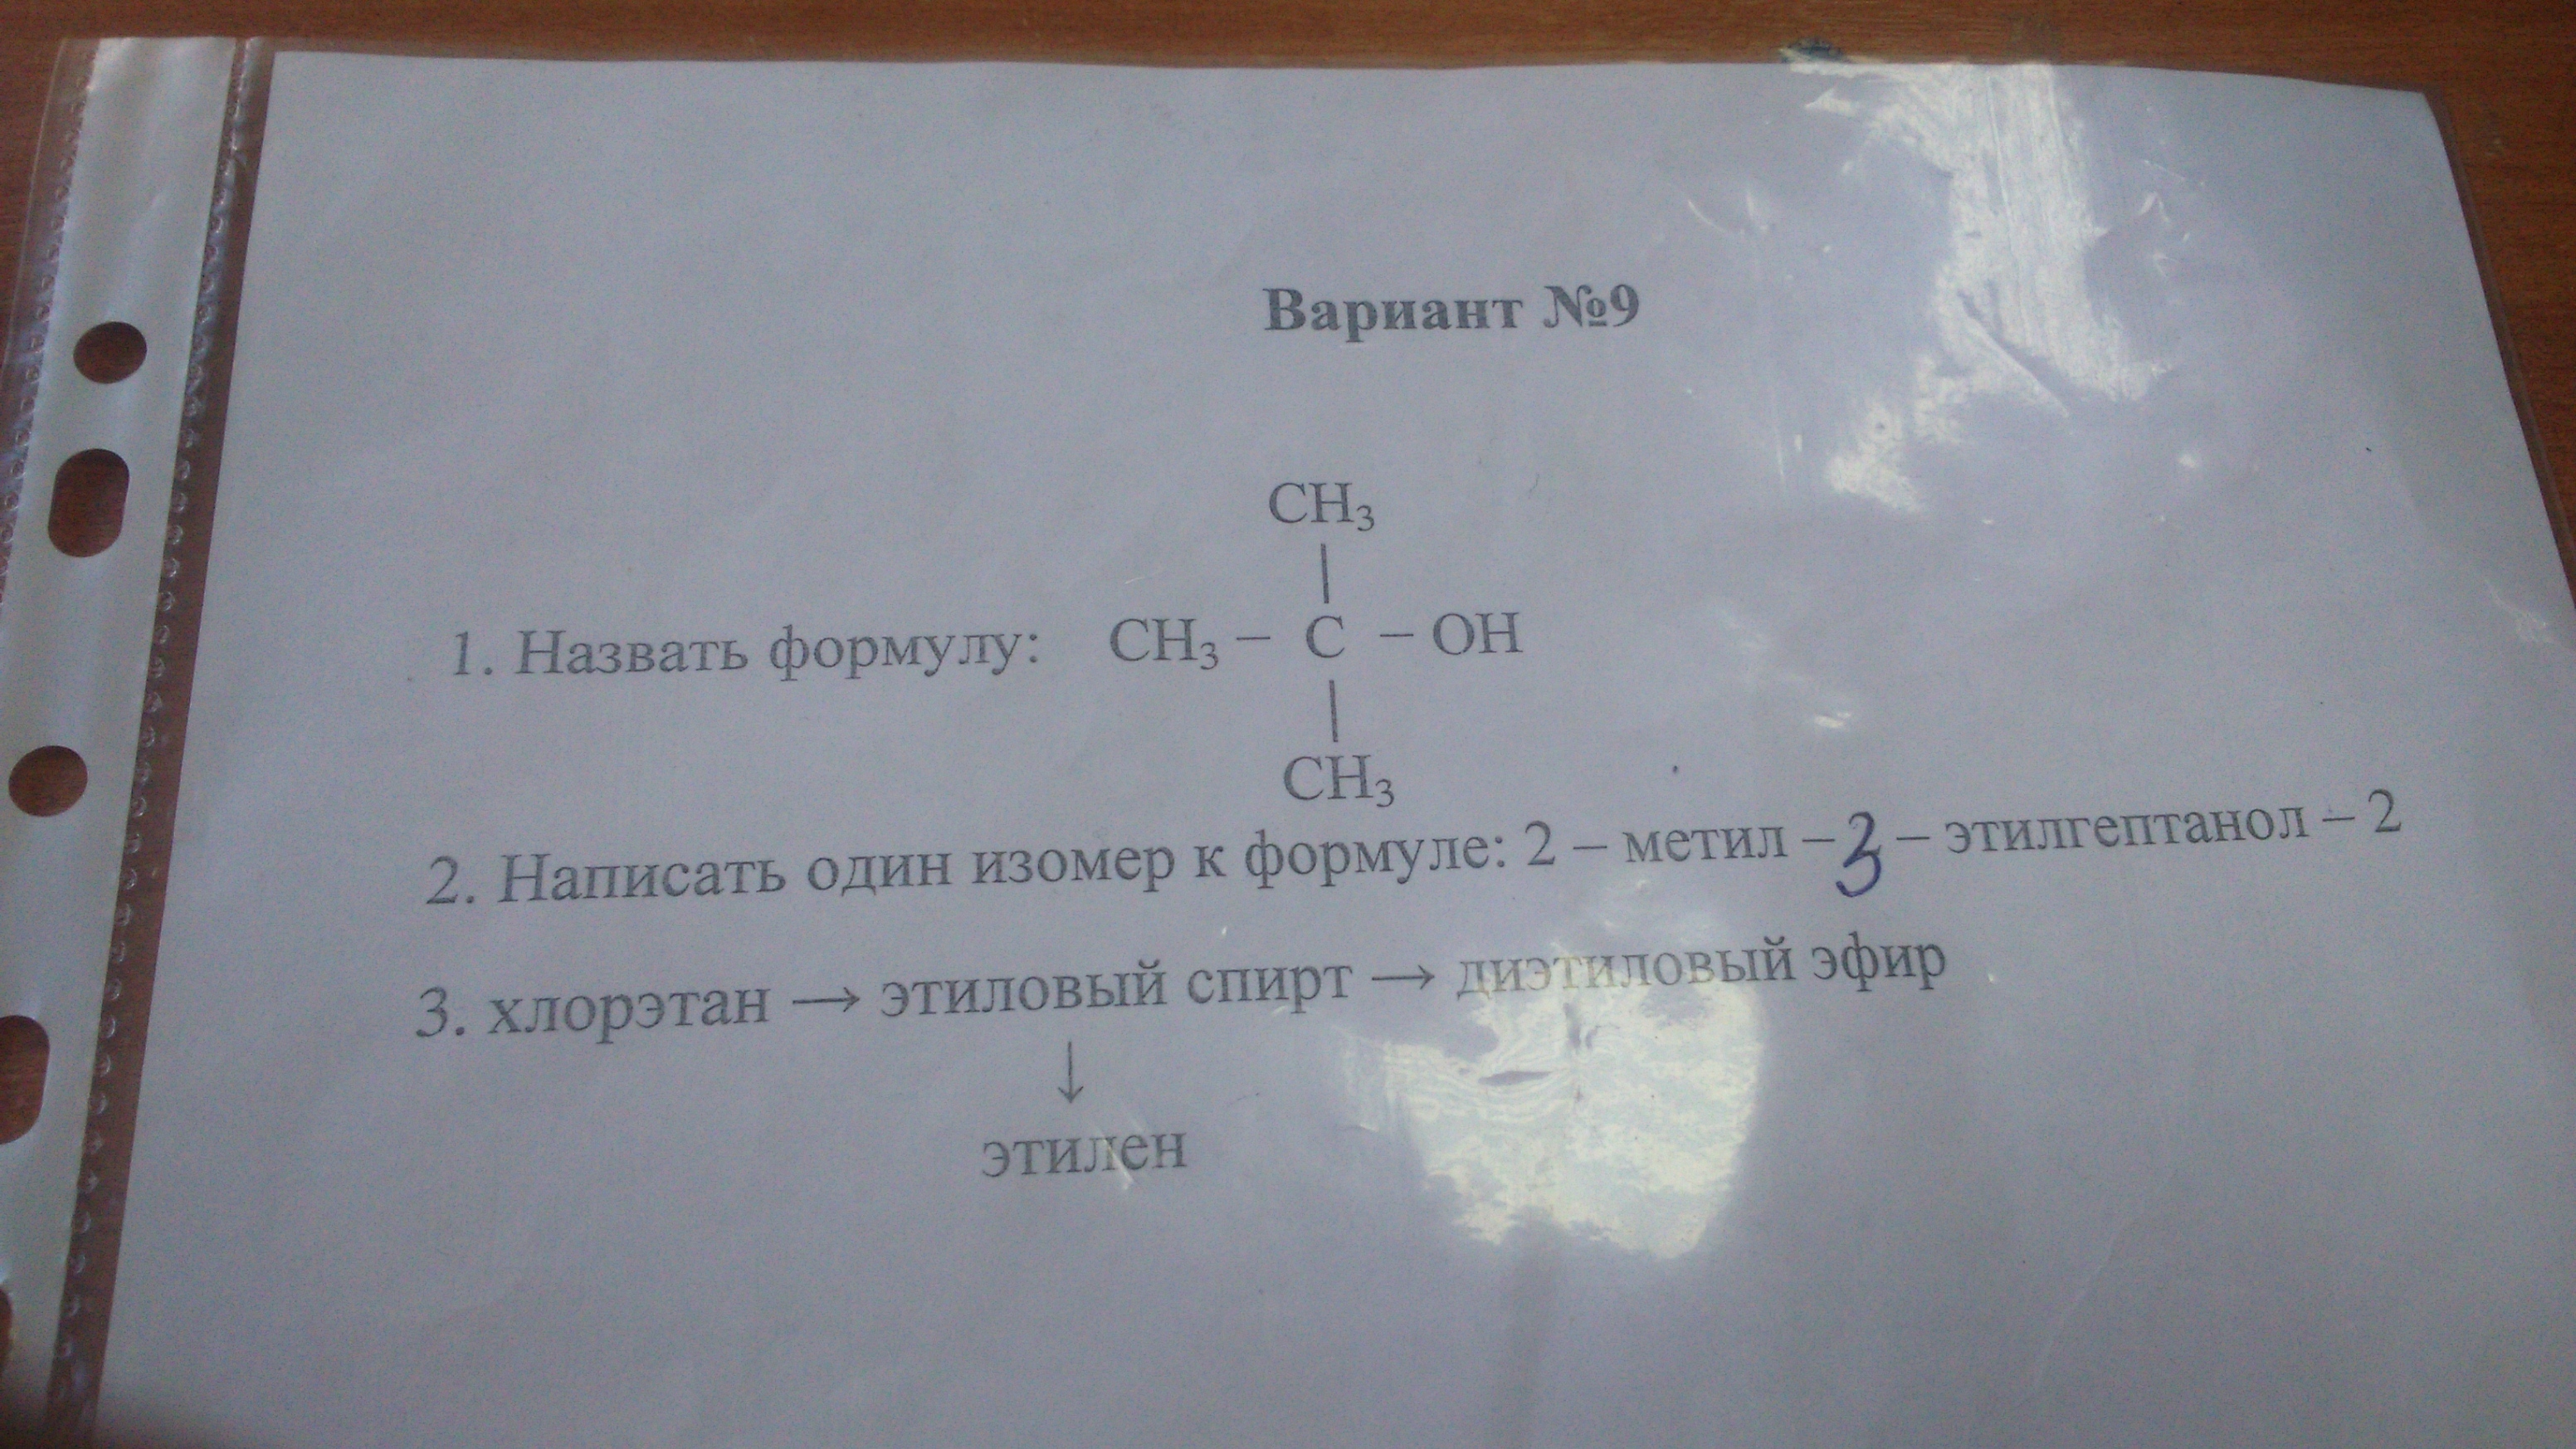 Вариант №9
CH₃
|
1. Назвать формулу: CH₃ – C – OH
|
CH₃
2. Написать один изомер к формуле: 2 – метил – 3 – этилгептанол – 2
3. хлорэтан → этиловый спирт → диэтиловый эфир
↓
этилен